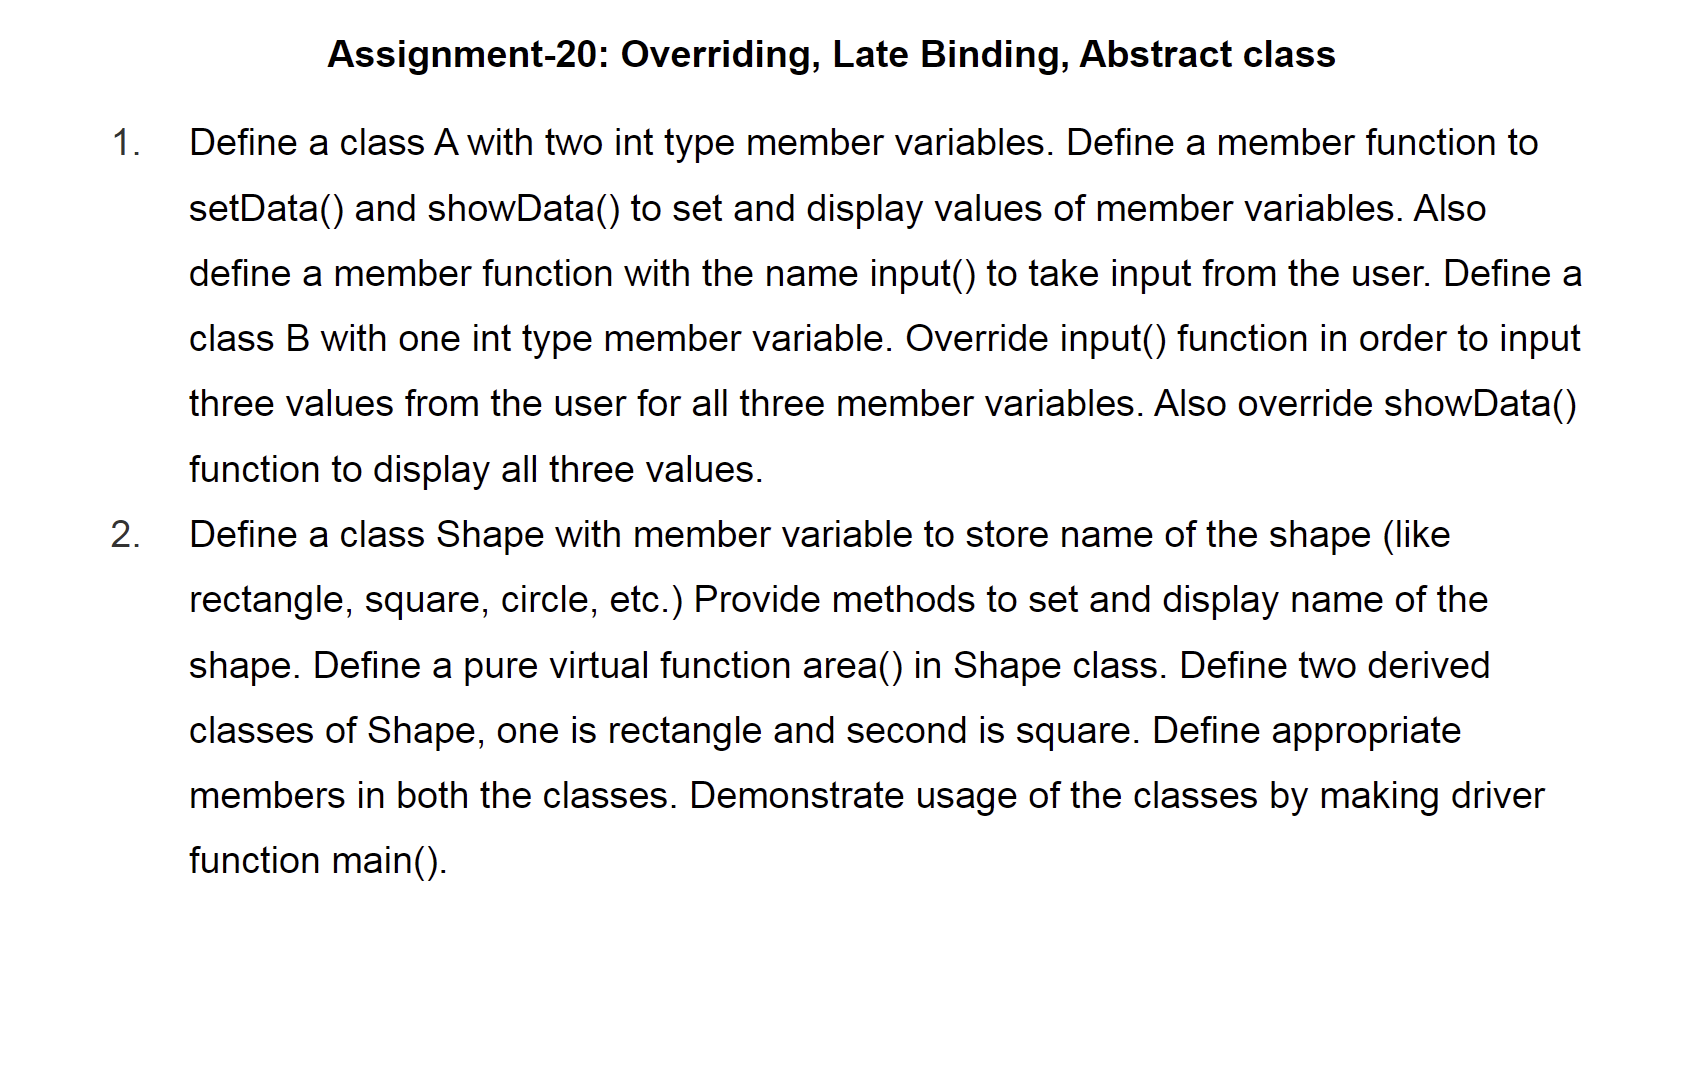 Assignment-20: Overriding, Late Binding, Abstract class
1. Define a class A with two int type member variables. Define a member function to
setData() and showData() to set and display values of member variables. Also
define a member function with the name input() to take input from the user. Define a
class B with one int type member variable. Override input() function in order to input
three values from the user for all three member variables. Also override showData()
function to display all three values.
2. Define a class Shape with member variable to store name of the shape (like
rectangle, square, circle, etc.) Provide methods to set and display name of the
shape. Define a pure virtual function area() in Shape class. Define two derived
classes of Shape, one is rectangle and second is square. Define appropriate
members in both the classes. Demonstrate usage of the classes by making driver
function main().